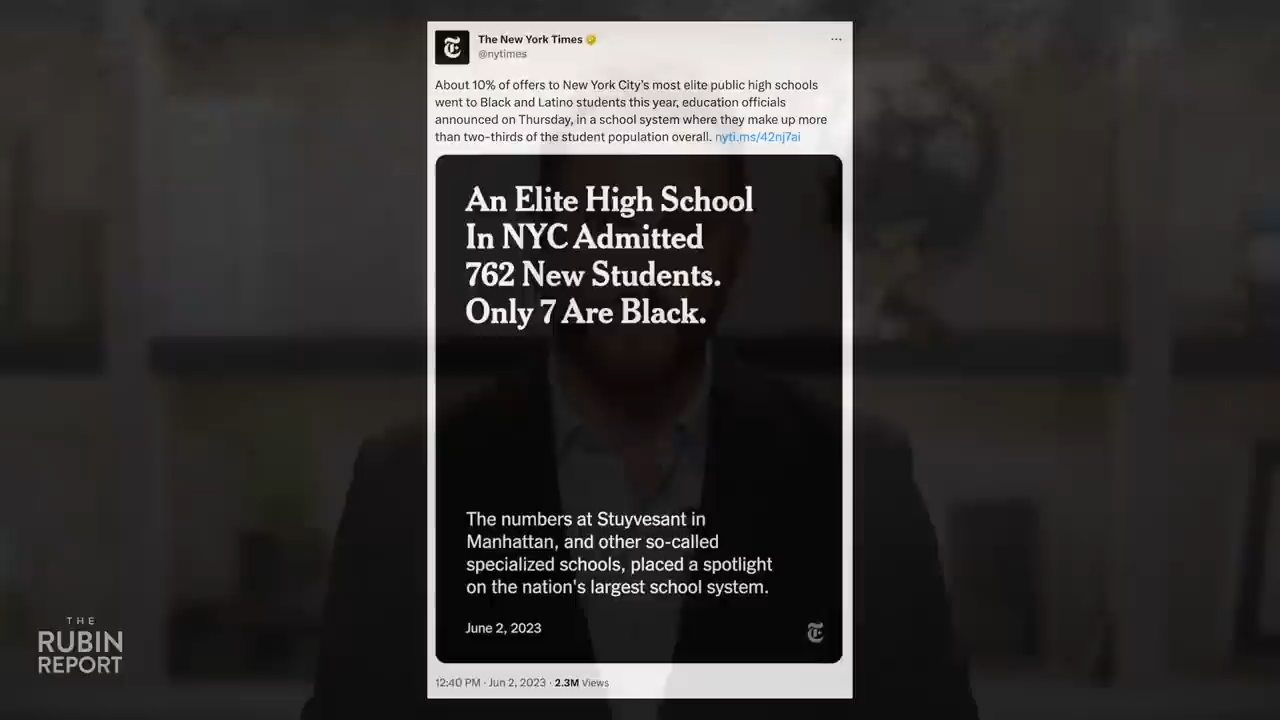 The New York Times
@nytimes
About 10% of offers to New York City's most elite public high schools
went to Black and Latino students this year, education officials
announced on Thursday, in a school system where they make up more
than two-thirds of the student population overall. nyti.ms/42nj7ai
An Elite High School
In NYC Admitted
762 New Students.
Only 7 Are Black.
The numbers at Stuyvesant in
Manhattan, and other so-called
specialized schools, placed a spotlight
on the nation's largest school system.
June 2, 2023
12:40 PM · Jun 2, 2023 · 2.3M Views
THE
RUBIN
REPORT